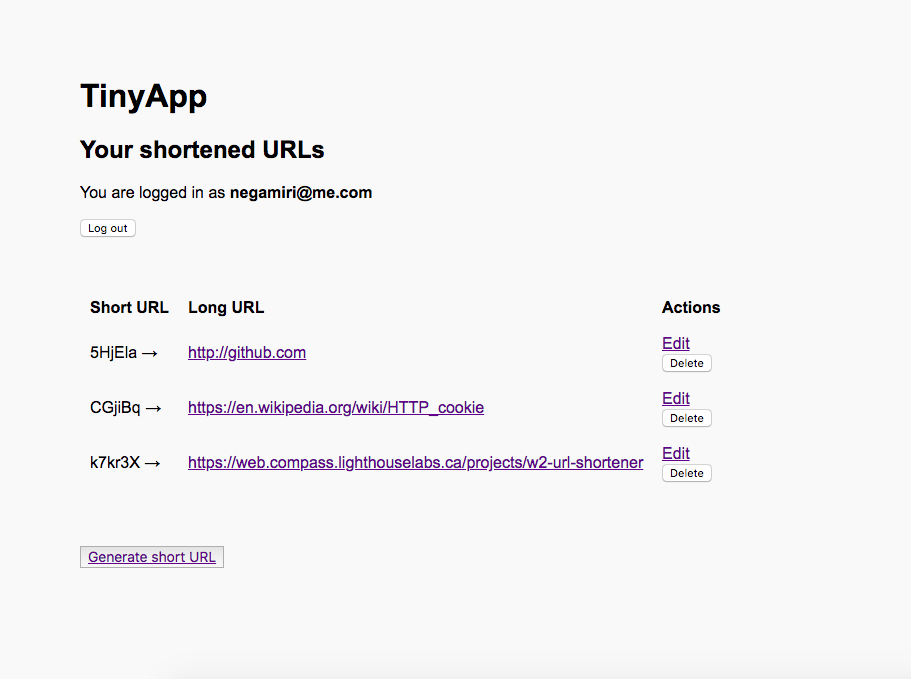 TinyApp
Your shortened URLs
You are logged in as negamiri@me.com
Log out
Short URL Long URL Actions
5HjEla → http://github.com Edit
Delete
CGjiBq → https://en.wikipedia.org/wiki/HTTP_cookie Edit
Delete
k7kr3X → https://web.compass.lighthouselabs.ca/projects/w2-url-shortener Edit
Delete
Generate short URL